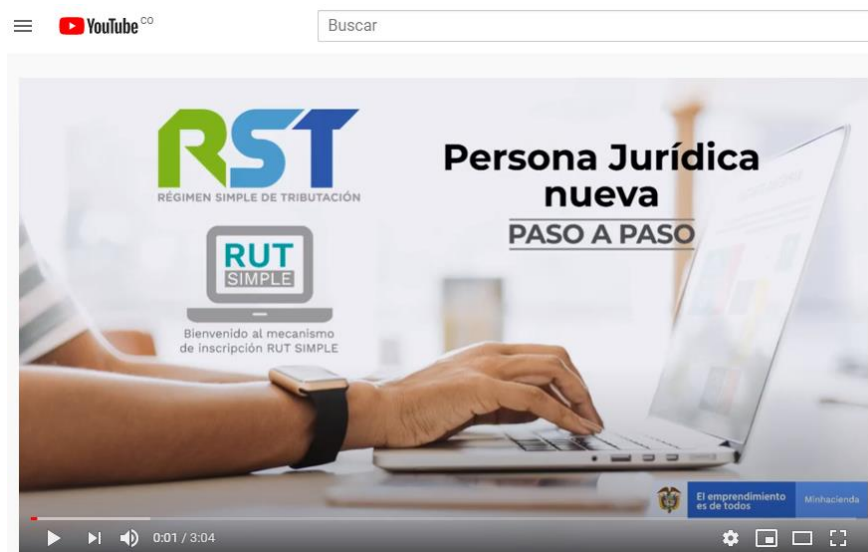 YouTube CO
Buscar
RST
RÉGIMEN SIMPLE DE TRIBUTACIÓN
Persona Jurídica
nueva
PASO A PASO
RUT
SIMPLE
Bienvenido al mecanismo
de inscripción RUT SIMPLE
El emprendimiento
es de todos
Minhacienda
0:01 / 3:04